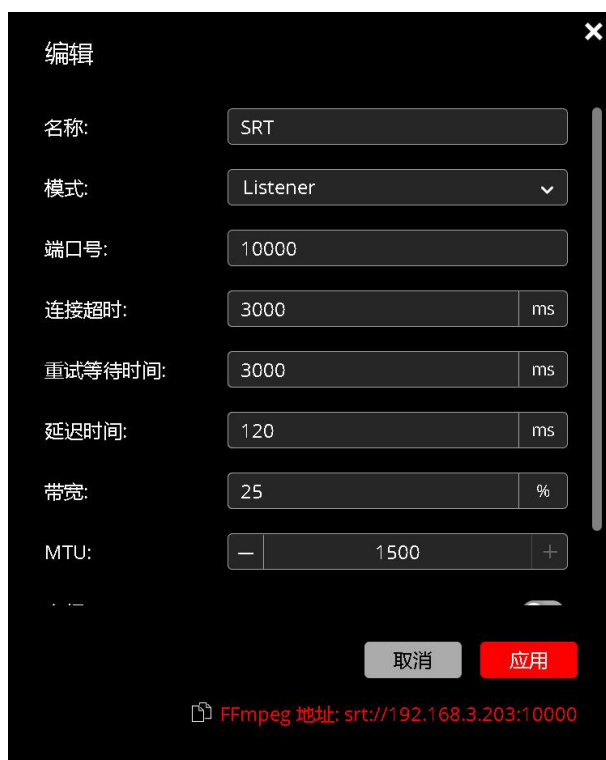 编辑
名称: SRT
模式: Listener
端口号: 10000
连接超时: 3000 ms
重试等待时间: 3000 ms
延迟时间: 120 ms
带宽: 25 %
MTU: 1500
取消 应用
FFmpeg 地址: srt://192.168.3.203:10000